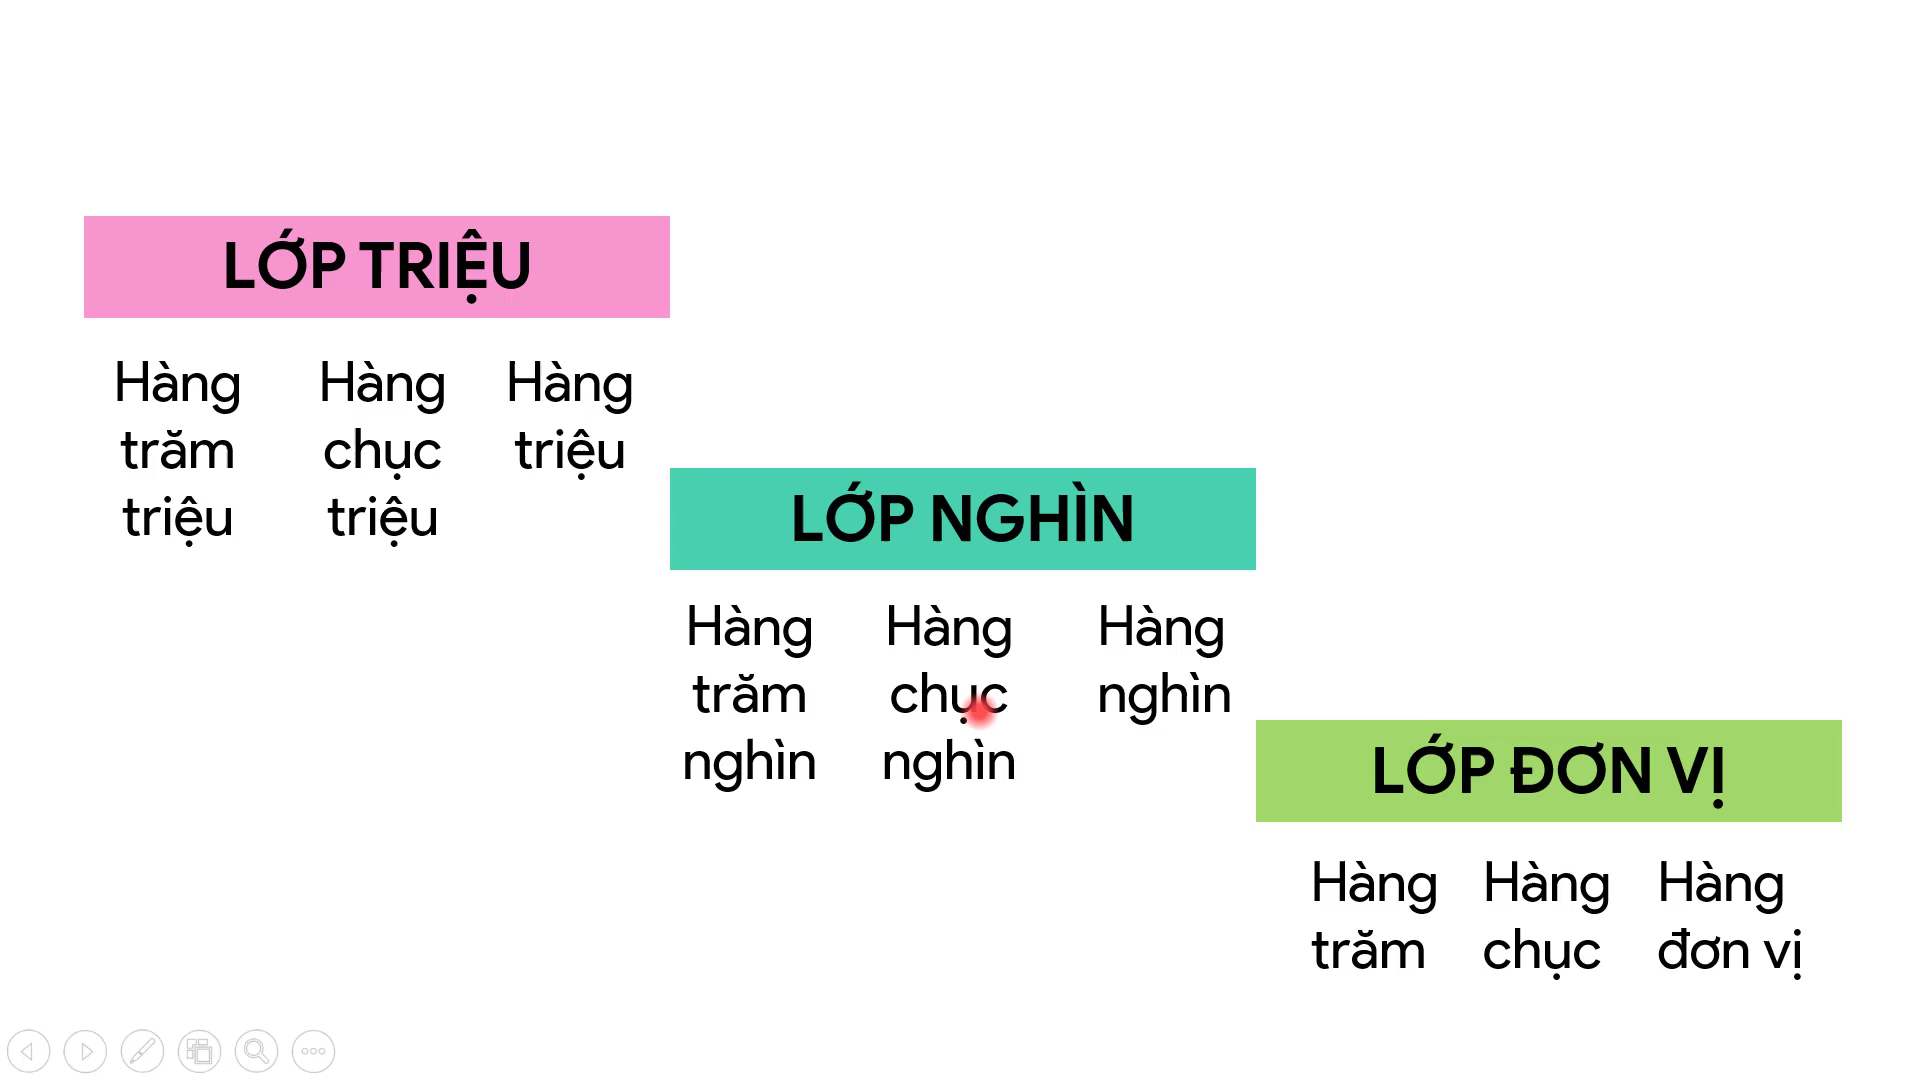 LỚP TRIỆU
Hàng Hàng Hàng
trăm chục triệu
triệu triệu
LỚP NGHÌN
Hàng Hàng Hàng
trăm chục nghìn
nghìn nghìn
LỚP ĐƠN VỊ
Hàng Hàng Hàng
trăm chục đơn vị